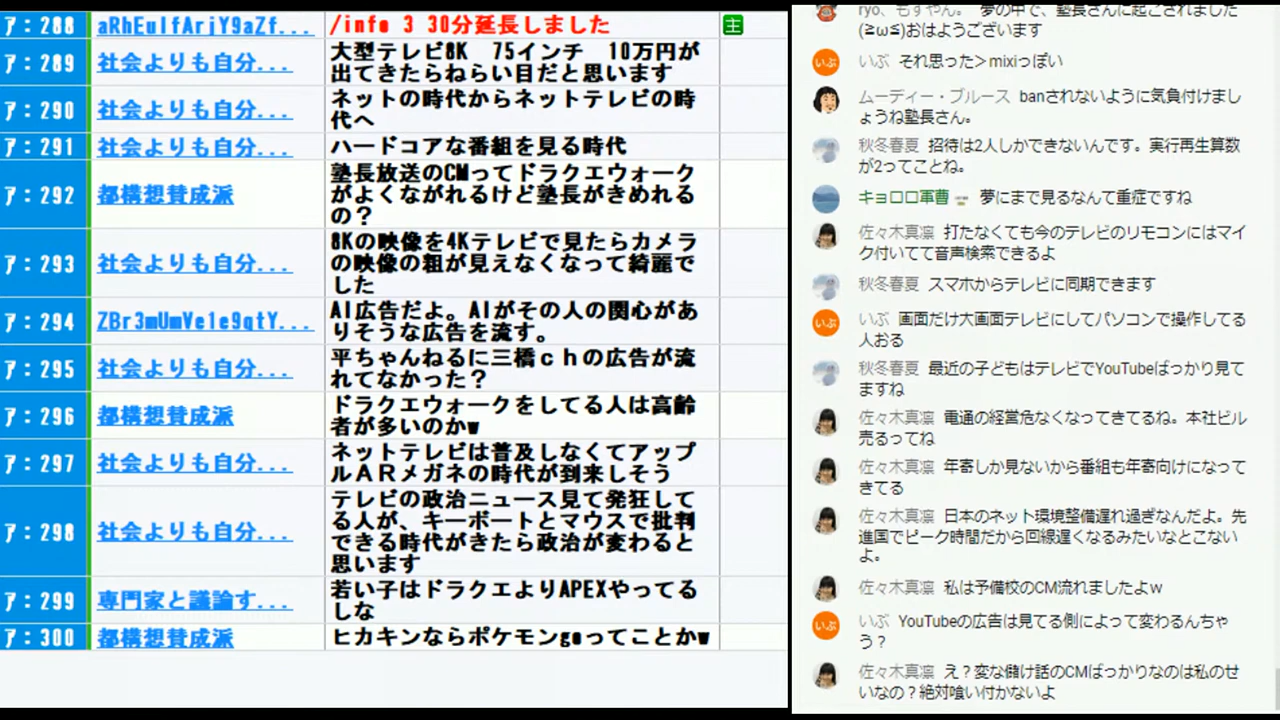 ア：288 aRhEuIfArjY9aZf... /info 3 30分延長しました 主
ア：289 社会よりも自分... 大型テレビ8K　75インチ　10万円が
出てきたらねらい目だと思います
ア：290 社会よりも自分... ネットの時代からネットテレビの時
代へ
ア：291 社会よりも自分... ハードコアな番組を見る時代
ア：292 都構想賛成派 塾長放送のCMってドラクエウォーク
がよくながれるけど塾長がきめれる
の？
ア：293 社会よりも自分... 8Kの映像を4Kテレビで見たらカメラ
の映像の粗が見えなくなって綺麗で
した
ア：294 ZBr3mUmVe1e9qtY... AI広告だよ。AIがその人の関心があ
りそうな広告を流す。
ア：295 社会よりも自分... 平ちゃんねるに三橋ｃｈの広告が流
れてなかった？
ア：296 都構想賛成派 ドラクエウォークをしてる人は高齢
者が多いのかw
ア：297 社会よりも自分... ネットテレビは普及しなくてアップ
ルＡＲメガネの時代が到来しそう
ア：298 社会よりも自分... テレビの政治ニュース見て発狂して
る人が、キーボートとマウスで批判
できる時代がきたら政治が変わると
思います
ア：299 専門家と議論す... 若い子はドラクエよりAPEXやってる
しな
ア：300 都構想賛成派 ヒカキンならポケモンgoってことかw
ryo、もすやん。 夢の中で、塾長さんに起こされました
(≧ω≦)おはようございます
いぶ それ思った＞mixiっぽい
ムーディー・ブルース banされないように気負付けまし
ょうね塾長さん。
秋冬春夏 招待は2人しかできないんです。実行再生算数
が2ってことね。
キョロロ軍曹 夢にまで見るなんて重症ですね
佐々木真凛 打たなくても今のテレビのリモコンにはマイ
ク付いてて音声検索できるよ
秋冬春夏 スマホからテレビに同期できます
いぶ 画面だけ大画面テレビにしてパソコンで操作してる
人おる
秋冬春夏 最近の子どもはテレビでYouTubeばっかり見て
ますね
佐々木真凛 電通の経営危なくなってきてるね。本社ビル
売るってね
佐々木真凛 年寄しか見ないから番組も年寄向けになって
きてる
佐々木真凛 日本のネット環境整備遅れ過ぎなんだよ。先
進国でピーク時間だから回線遅くなるみたいなとこない
よ。
佐々木真凛 私は予備校のCM流れましたよw
いぶ YouTubeの広告は見てる側によって変わるんちゃ
う？
佐々木真凛 え？変な儲け話のCMばっかりなのは私のせ
いなの？絶対喰い付かないよ